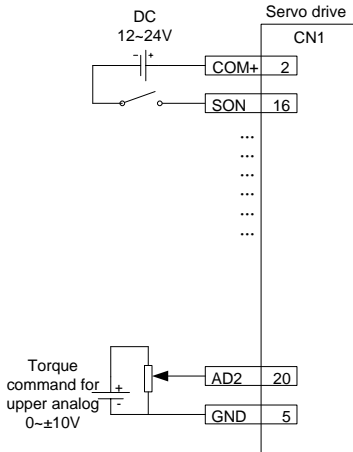 Servo drive
DC
12~24V
CN1
- +
COM+ 2
SON 16
...
...
...
...
...
...
Torque
command for
upper analog
0~±10V
+
-
AD2 20
GND 5